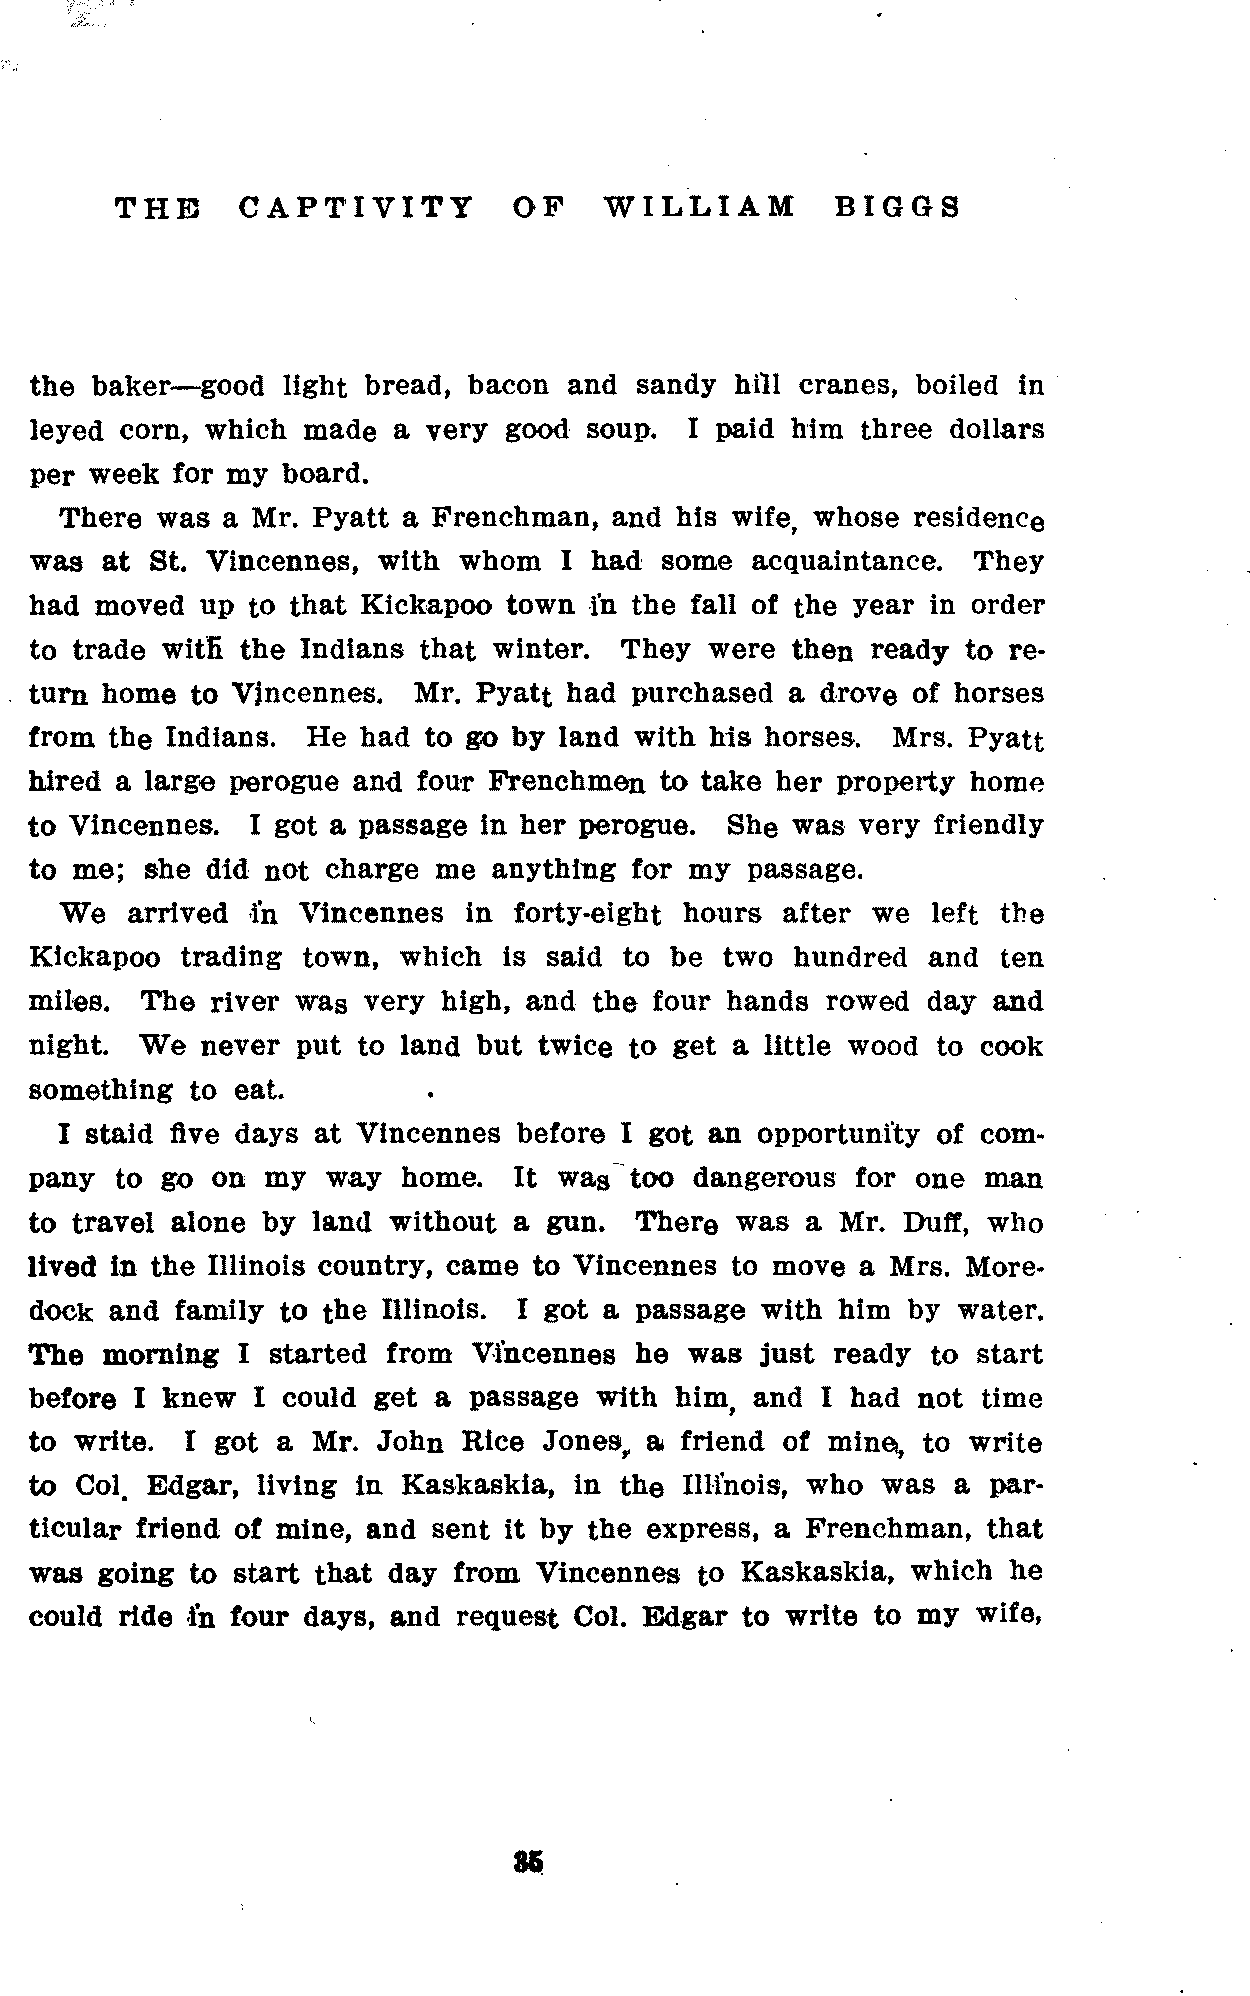 THE CAPTIVITY OF WILLIAM BIGGS
the baker—good light bread, bacon and sandy hill cranes, boiled in
leyed corn, which made a very good soup. I paid him three dollars
per week for my board.
There was a Mr. Pyatt a Frenchman, and his wife, whose residence
was at St. Vincennes, with whom I had some acquaintance. They
had moved up to that Kickapoo town in the fall of the year in order
to trade with the Indians that winter. They were then ready to re-
turn home to Vincennes. Mr. Pyatt had purchased a drove of horses
from the Indians. He had to go by land with his horses. Mrs. Pyatt
hired a large perogue and four Frenchmen to take her property home
to Vincennes. I got a passage in her perogue. She was very friendly
to me; she did not charge me anything for my passage.
We arrived in Vincennes in forty-eight hours after we left the
Kickapoo trading town, which is said to be two hundred and ten
miles. The river was very high, and the four hands rowed day and
night. We never put to land but twice to get a little wood to cook
something to eat.
I staid five days at Vincennes before I got an opportunity of com-
pany to go on my way home. It was too dangerous for one man
to travel alone by land without a gun. There was a Mr. Duff, who
lived in the Illinois country, came to Vincennes to move a Mrs. More-
dock and family to the Illinois. I got a passage with him by water.
The morning I started from Vincennes he was just ready to start
before I knew I could get a passage with him, and I had not time
to write. I got a Mr. John Rice Jones, a friend of mine, to write
to Col. Edgar, living in Kaskaskia, in the Illinois, who was a par-
ticular friend of mine, and sent it by the express, a Frenchman, that
was going to start that day from Vincennes to Kaskaskia, which he
could ride in four days, and request Col. Edgar to write to my wife,
35